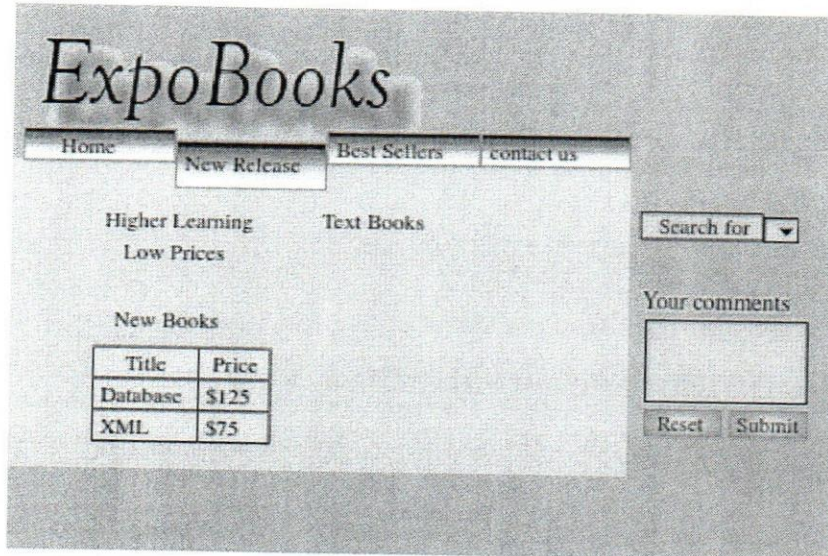 ExpoBooks
Home New Release Best Sellers contact us
Higher Learning Text Books
Low Prices
Search for
New Books
Title Price
Database $125
XML $75
Your comments
Reset Submit